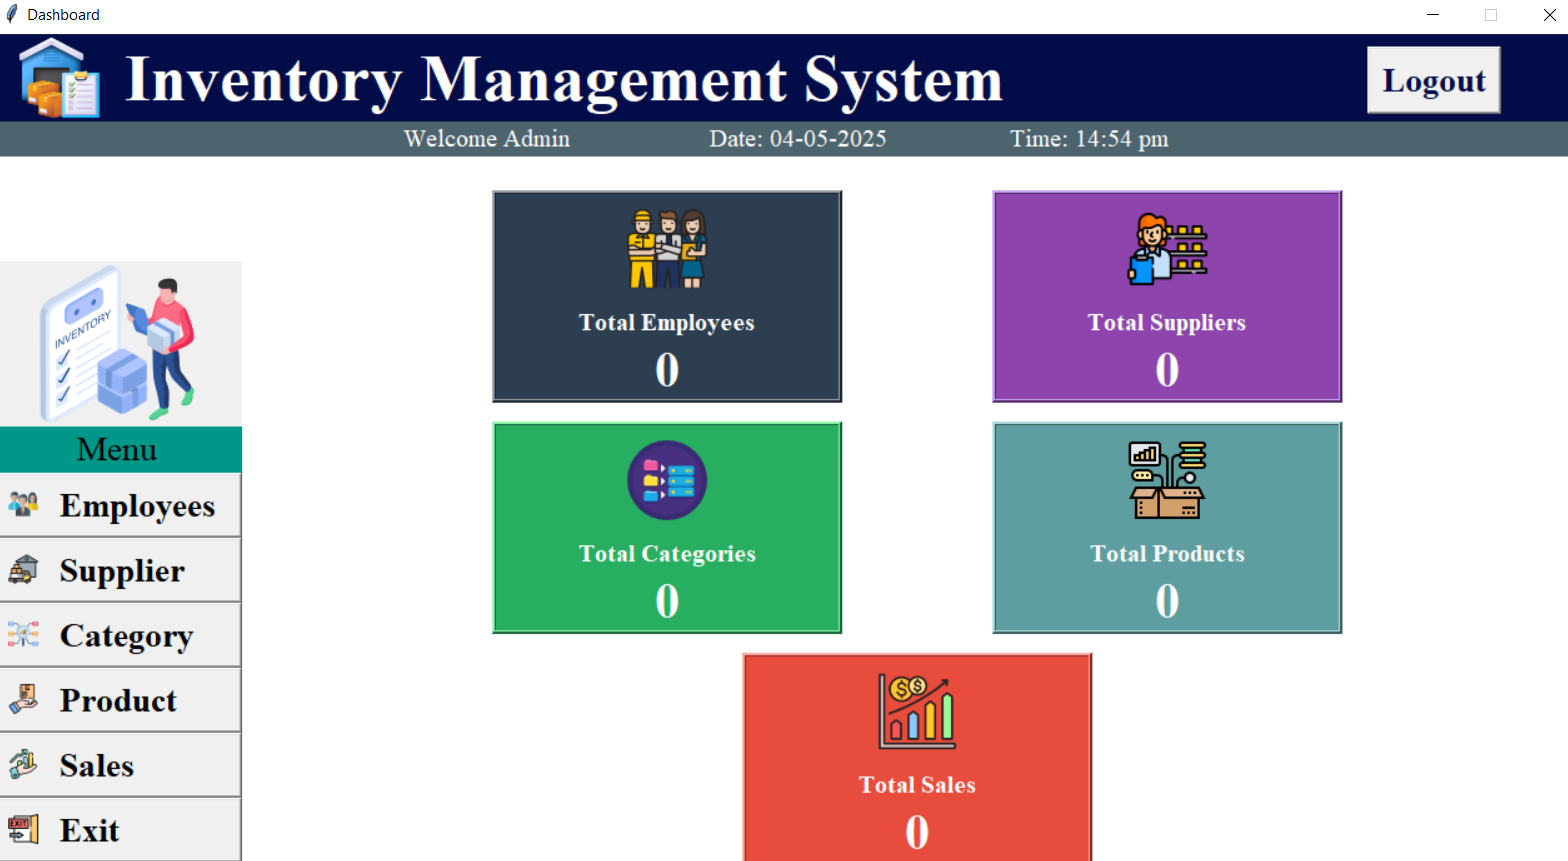 Dashboard
Inventory Management System
Logout
Welcome Admin
Date: 04-05-2025
Time: 14:54 pm
INVENTORY
Menu
Employees
Supplier
Category
Product
Sales
EXIT
Exit
Total Employees
0
Total Suppliers
0
Total Categories
0
Total Products
0
$ $
Total Sales
0